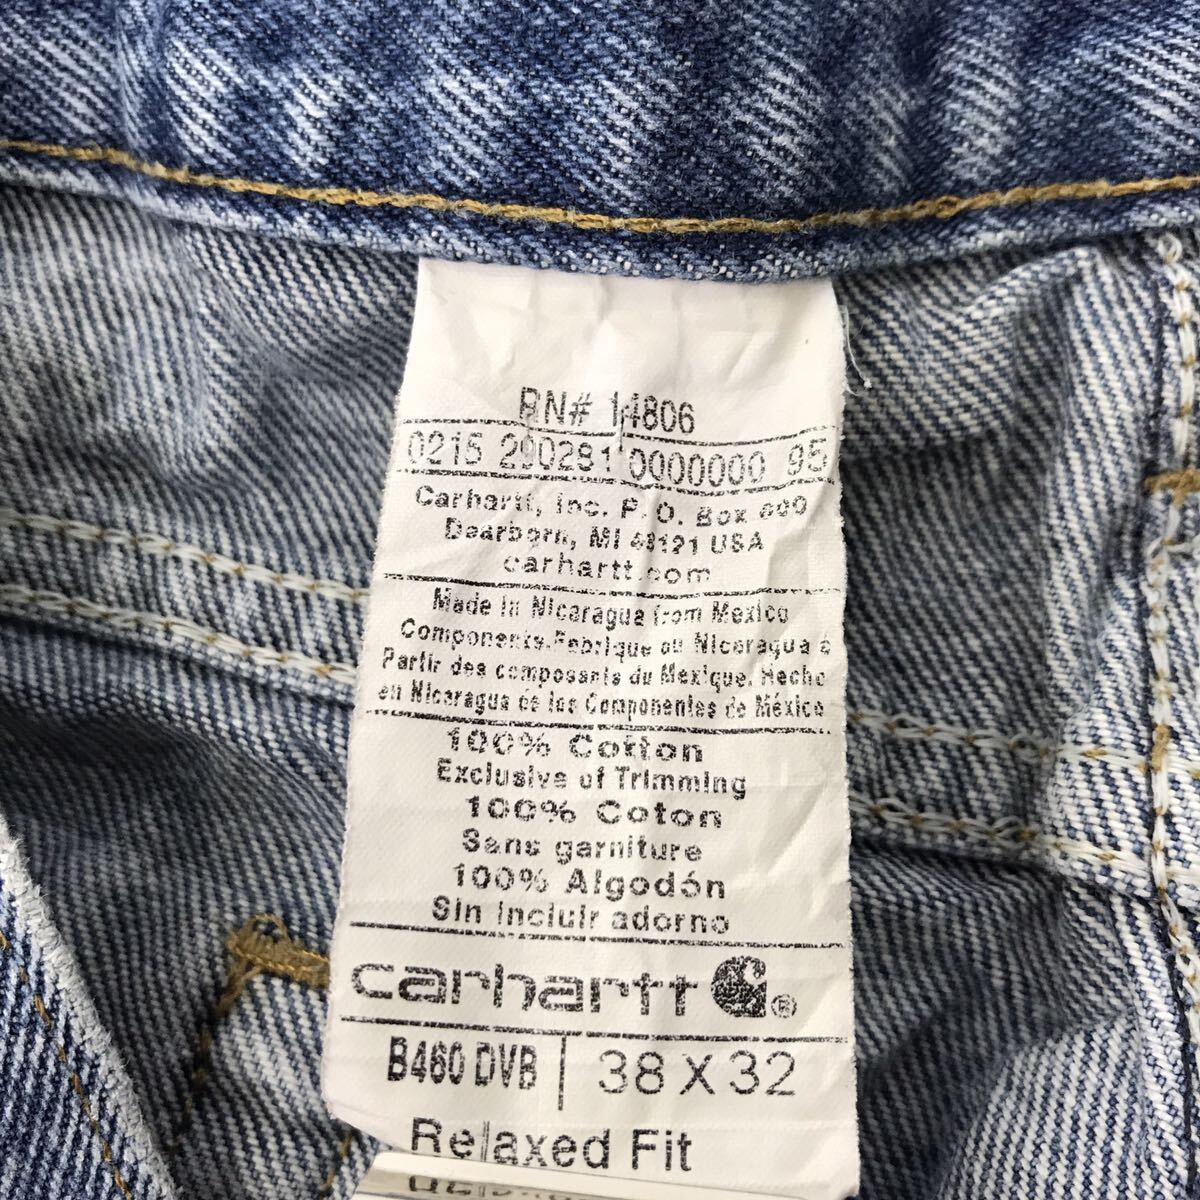 RN# 14806
0215 290281 0000000 95
Carhartt, Inc. P.O. Box 600
Dearborn, MI 48121 USA
carhartt.com
Made in Nicaragua from Mexico
Components. Fabrique au Nicaragua à
Partir des composants du Mexique. Hecho
en Nicaragua de los Componentes de México
100% Cotton
Exclusive of Trimming
100% Coton
Sans garniture
100% Algodón
Sin incluir adorno
carhartt ®
B460 DVB | 38 X 32
Relaxed Fit